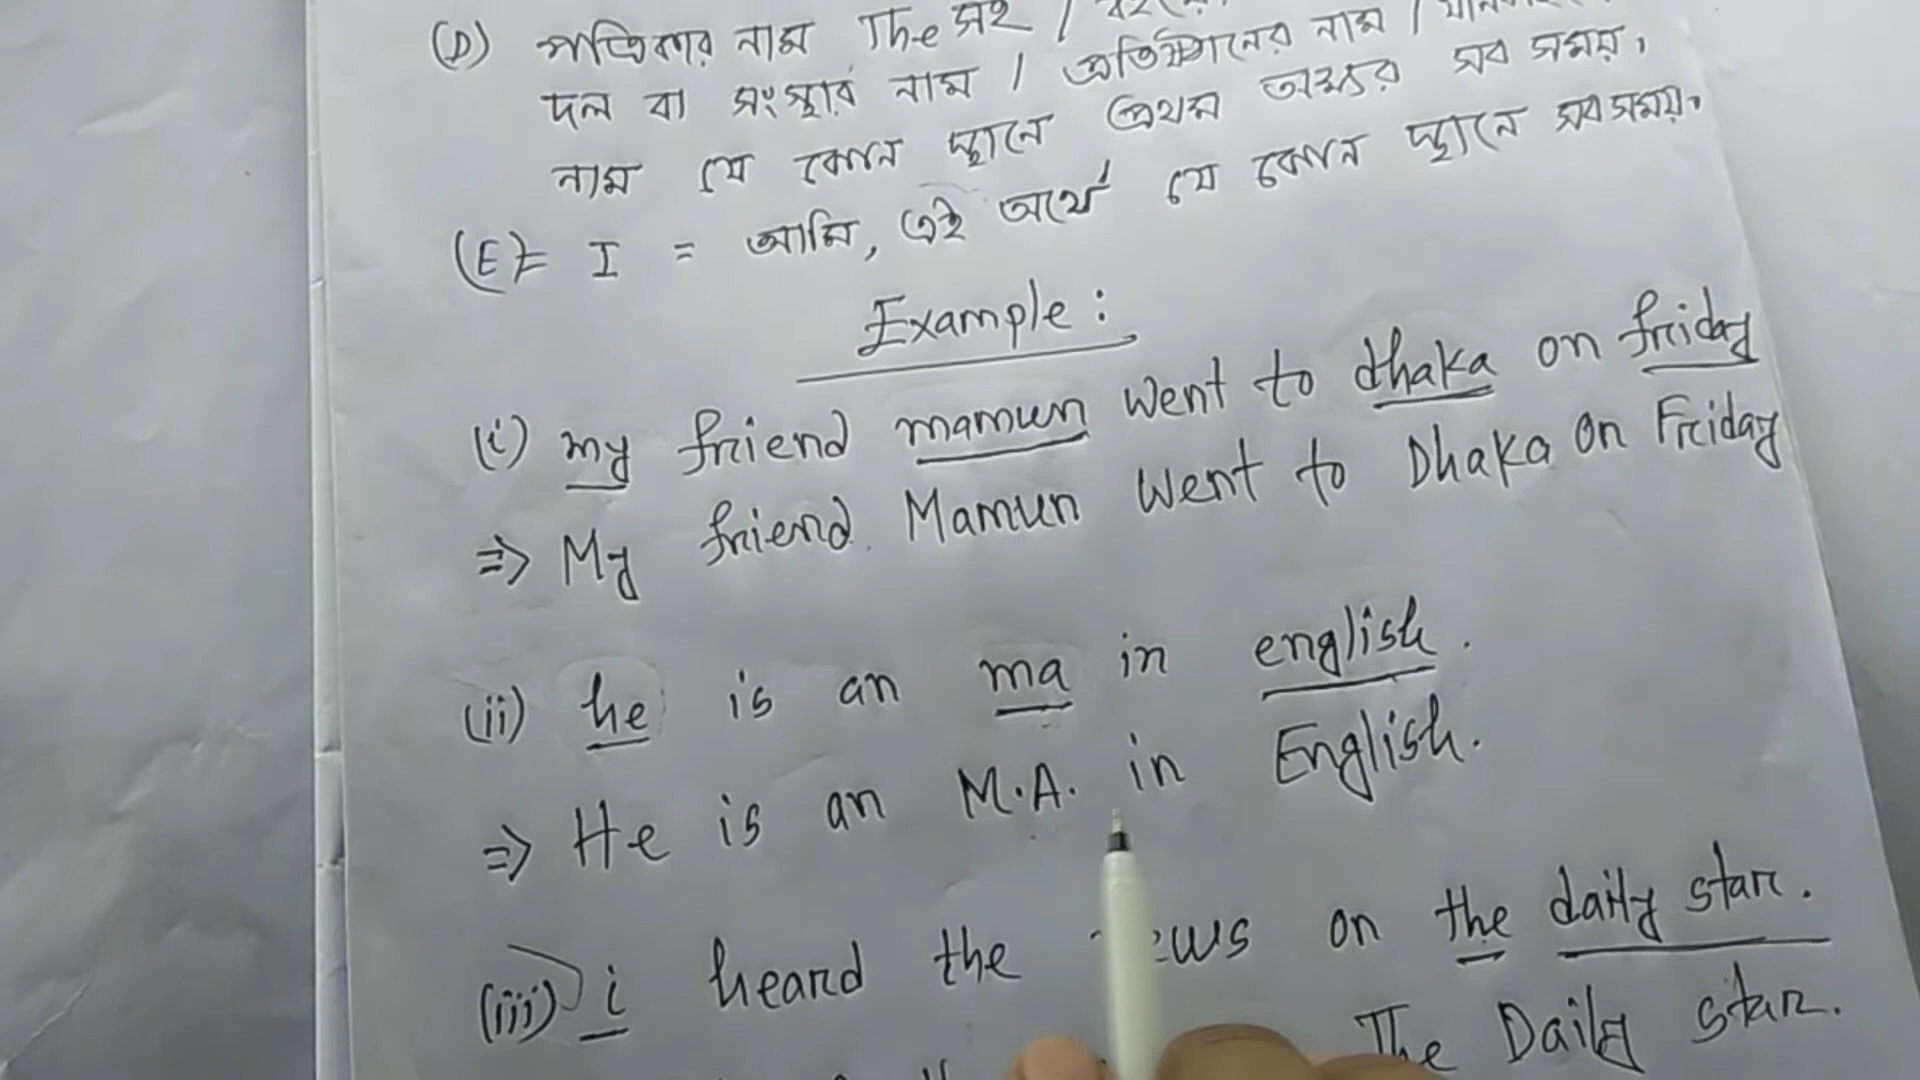 (D) পত্রিকার নাম The সহ /
দল বা সংস্থার নাম / প্রতিষ্ঠানের নাম /
নাম যে কোন স্থানে প্রথম অক্ষর সব সময়।
(E) = I = আমি, এই অর্থে যে কোন স্থানে সব সময়।
Example :
(i) my friend mamun went to dhaka on friday
=> My friend Mamun went to Dhaka on Friday
(ii) he is an ma in english.
=> He is an M.A. in English.
(iii) i heard the on the daily star.
The Daily star.